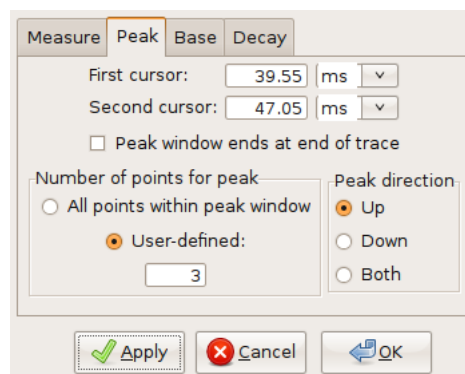 Measure Peak Base Decay
First cursor: 39.55 ms
Second cursor: 47.05 ms
Peak window ends at end of trace
Number of points for peak
All points within peak window
User-defined:
3
Peak direction
Up
Down
Both
Apply Cancel OK